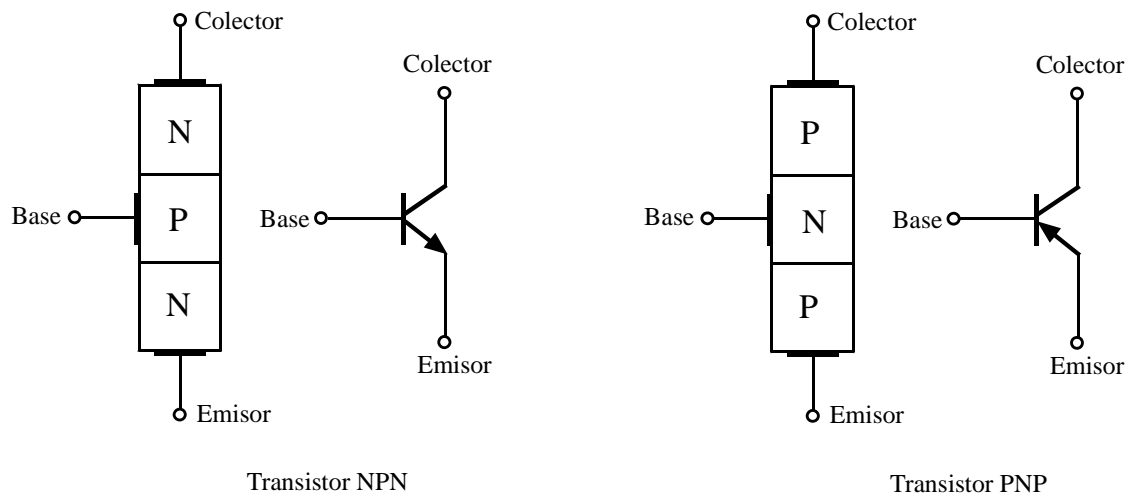 Colector
N
Base
P
N
Emisor
Colector
Base
Emisor
Transistor NPN
Colector
P
Base
N
P
Emisor
Colector
Base
Emisor
Transistor PNP